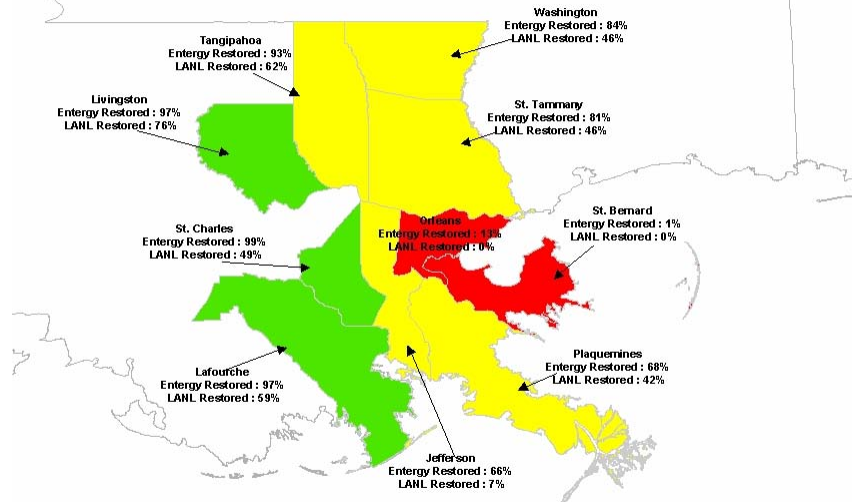 Washington
Entergy Restored : 84%
LANL Restored : 46%
Tangipahoa
Entergy Restored : 93%
LANL Restored : 62%
Livingston
Entergy Restored : 97%
LANL Restored : 76%
St. Tammany
Entergy Restored : 81%
LANL Restored : 46%
St. Charles
Entergy Restored : 99%
LANL Restored : 49%
Orleans
Entergy Restored : 13%
LANL Restored : 0%
St. Bernard
Entergy Restored : 1%
LANL Restored : 0%
Lafourche
Entergy Restored : 97%
LANL Restored : 59%
Plaquemines
Entergy Restored : 68%
LANL Restored : 42%
Jefferson
Entergy Restored : 66%
LANL Restored : 7%